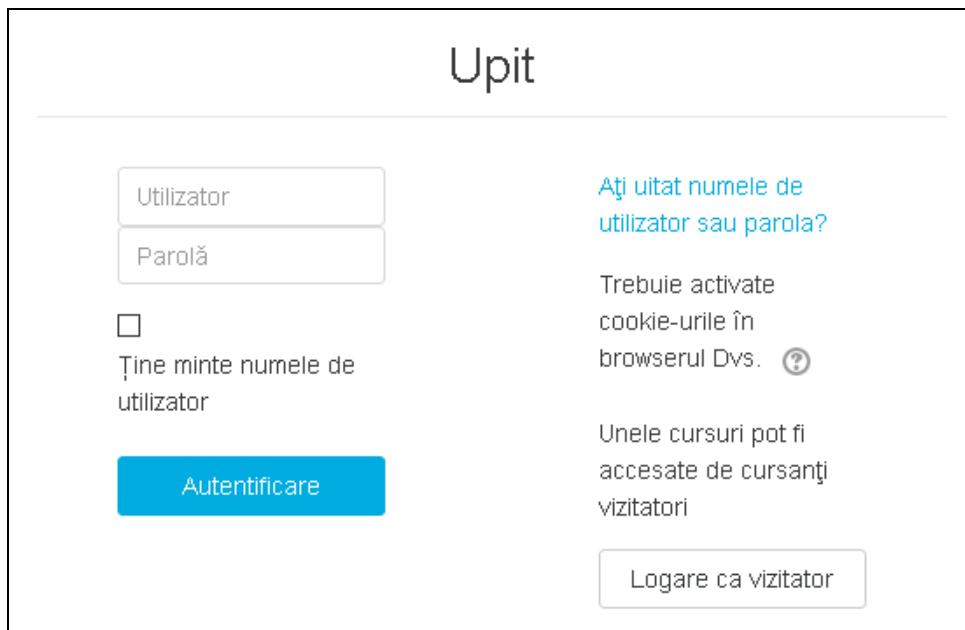 Upit
Utilizator
Parolă
Ține minte numele de
utilizator
Autentificare
Aţi uitat numele de
utilizator sau parola?
Trebuie activate
cookie-urile în
browserul Dvs. ?
Unele cursuri pot fi
accesate de cursanţi
vizitatori
Logare ca vizitator